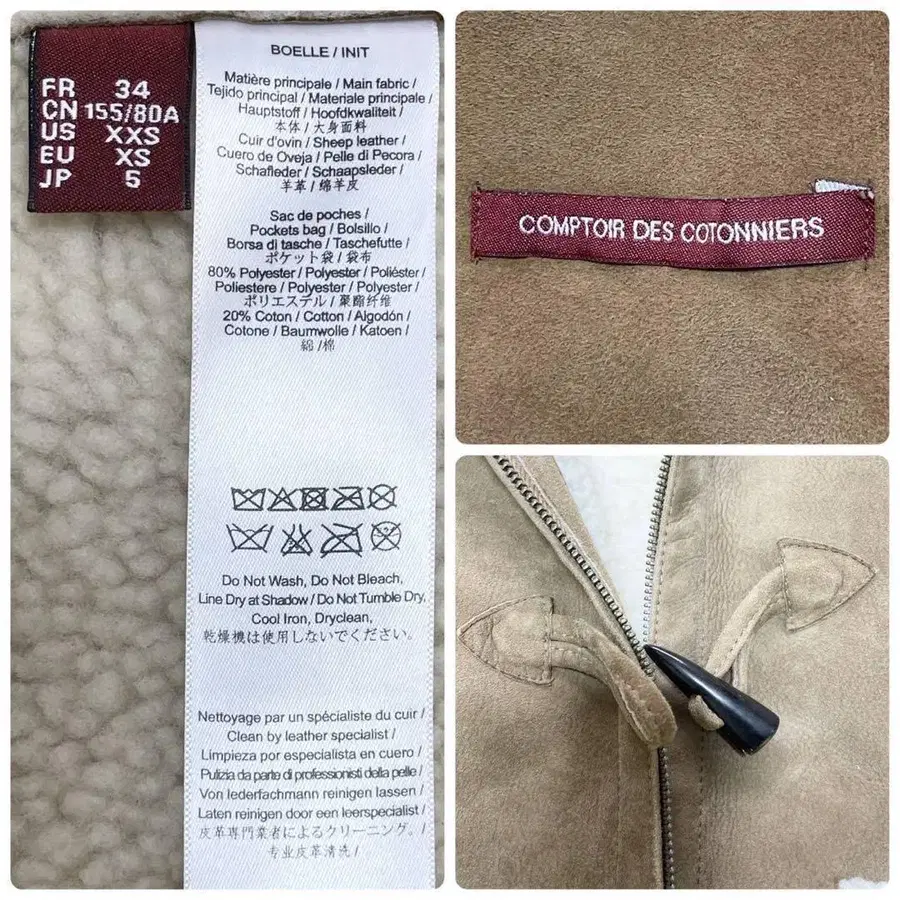 FR 34
CN 155/80A
US XXS
EU XS
JP 5
BOELLE / INIT
Matière principale / Main fabric /
Tejido principal / Materiale principale /
Hauptstoff / Hoofdkwaliteit /
本体 / 大身面料
Cuir d'ovin / Sheep leather /
Cuero de Oveja / Pelle di Pecora /
Schafleder / Schaapsleder /
羊革 / 绵羊皮
Sac de poches /
Pockets bag / Bolsillo /
Borsa di tasche / Taschefutte /
ポケット袋 / 袋布
80% Polyester / Polyester / Poliéster /
Poliestere / Polyester / Polyester /
ポリエステル / 聚酯纤维
20% Coton / Cotton / Algodón /
Cotone / Baumwolle / Katoen /
綿 /棉
Do Not Wash, Do Not Bleach,
Line Dry at Shadow / Do Not Tumble Dry,
Cool Iron, Dryclean,
乾燥機は使用しないでください。
Nettoyage par un spécialiste du cuir /
Clean by leather specialist /
Limpieza por especialista en cuero /
Pulizia da parte di professionisti della pelle /
Von lederfachmann reinigen lassen /
Laten reinigen door een leerspecialist /
皮革専門業者によるクリーニング。 /
专业皮革清洗 /
COMPTOIR DES COTONNIERS